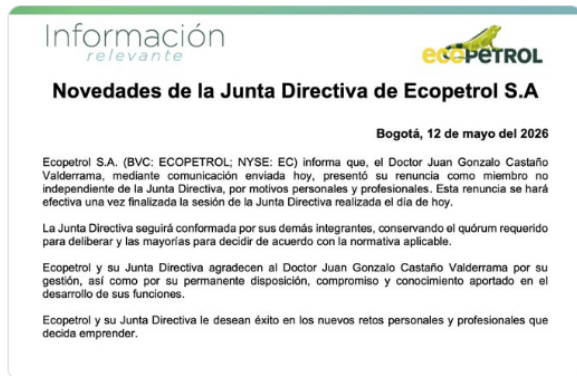 Información
relevante
ecopetrol
Novedades de la Junta Directiva de Ecopetrol S.A
Bogotá, 12 de mayo del 2026
Ecopetrol S.A. (BVC: ECOPETROL; NYSE: EC) informa que, el Doctor Juan Gonzalo Castaño
Valderrama, mediante comunicación enviada hoy, presentó su renuncia como miembro no
independiente de la Junta Directiva, por motivos personales y profesionales. Esta renuncia se hará
efectiva una vez finalizada la sesión de la Junta Directiva realizada el día de hoy.
La Junta Directiva seguirá conformada por sus demás integrantes, conservando el quórum requerido
para deliberar y las mayorías para decidir de acuerdo con la normativa aplicable.
Ecopetrol y su Junta Directiva agradecen al Doctor Juan Gonzalo Castaño Valderrama por su
gestión, así como por su permanente disposición, compromiso y conocimiento aportado en el
desarrollo de sus funciones.
Ecopetrol y su Junta Directiva le desean éxito en los nuevos retos personales y profesionales que
decida emprender.